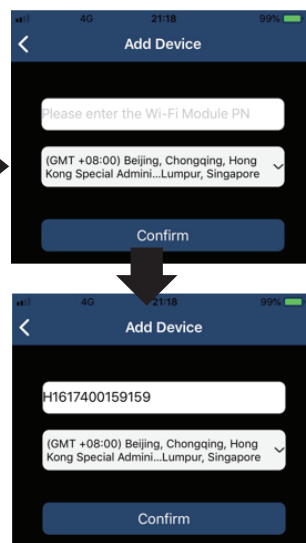 4G 21:18 99%
Add Device
Please enter the Wi-Fi Module PN
(GMT +08:00) Beijing, Chongqing, Hong
Kong Special Admini...Lumpur, Singapore
Confirm
4G 21:18 99%
Add Device
H1617400159159
(GMT +08:00) Beijing, Chongqing, Hong
Kong Special Admini...Lumpur, Singapore
Confirm